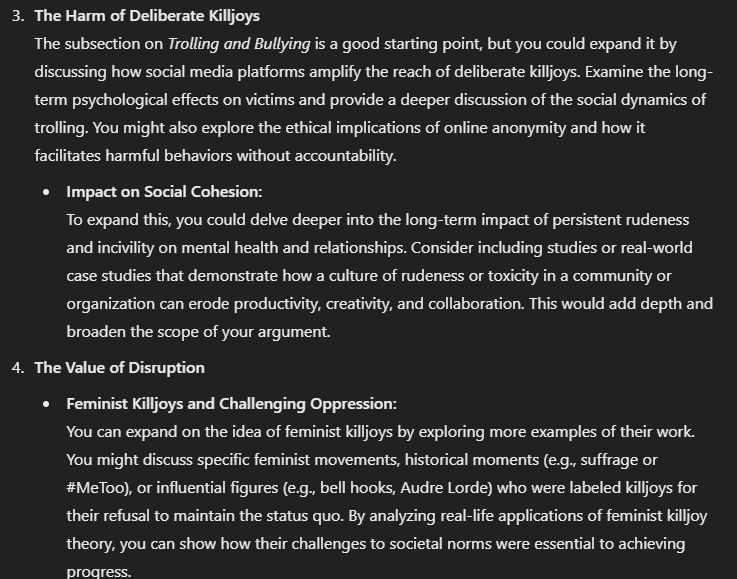 3. The Harm of Deliberate Killjoys
The subsection on Trolling and Bullying is a good starting point, but you could expand it by
discussing how social media platforms amplify the reach of deliberate killjoys. Examine the long-
term psychological effects on victims and provide a deeper discussion of the social dynamics of
trolling. You might also explore the ethical implications of online anonymity and how it
facilitates harmful behaviors without accountability.
• Impact on Social Cohesion:
To expand this, you could delve deeper into the long-term impact of persistent rudeness
and incivility on mental health and relationships. Consider including studies or real-world
case studies that demonstrate how a culture of rudeness or toxicity in a community or
organization can erode productivity, creativity, and collaboration. This would add depth and
broaden the scope of your argument.
4. The Value of Disruption
• Feminist Killjoys and Challenging Oppression:
You can expand on the idea of feminist killjoys by exploring more examples of their work.
You might discuss specific feminist movements, historical moments (e.g., suffrage or
#MeToo), or influential figures (e.g., bell hooks, Audre Lorde) who were labeled killjoys for
their refusal to maintain the status quo. By analyzing real-life applications of feminist killjoy
theory, you can show how their challenges to societal norms were essential to achieving
progress.